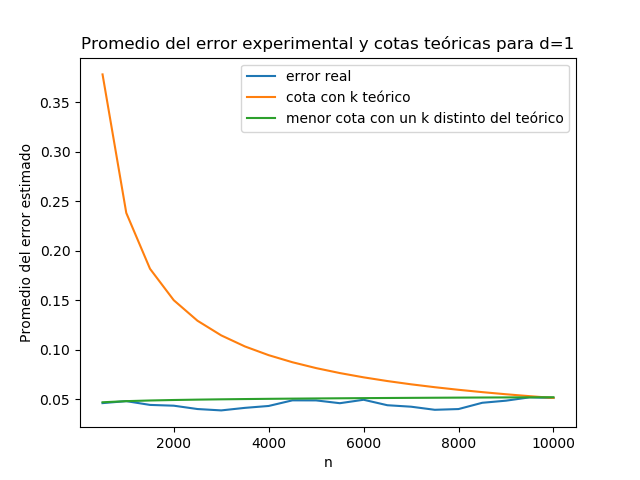 Promedio del error experimental y cotas teóricas para d=1
error real
cota con k teórico
menor cota con un k distinto del teórico
Promedio del error estimado
0.35
0.30
0.25
0.20
0.15
0.10
0.05
2000 4000 6000 8000 10000
n